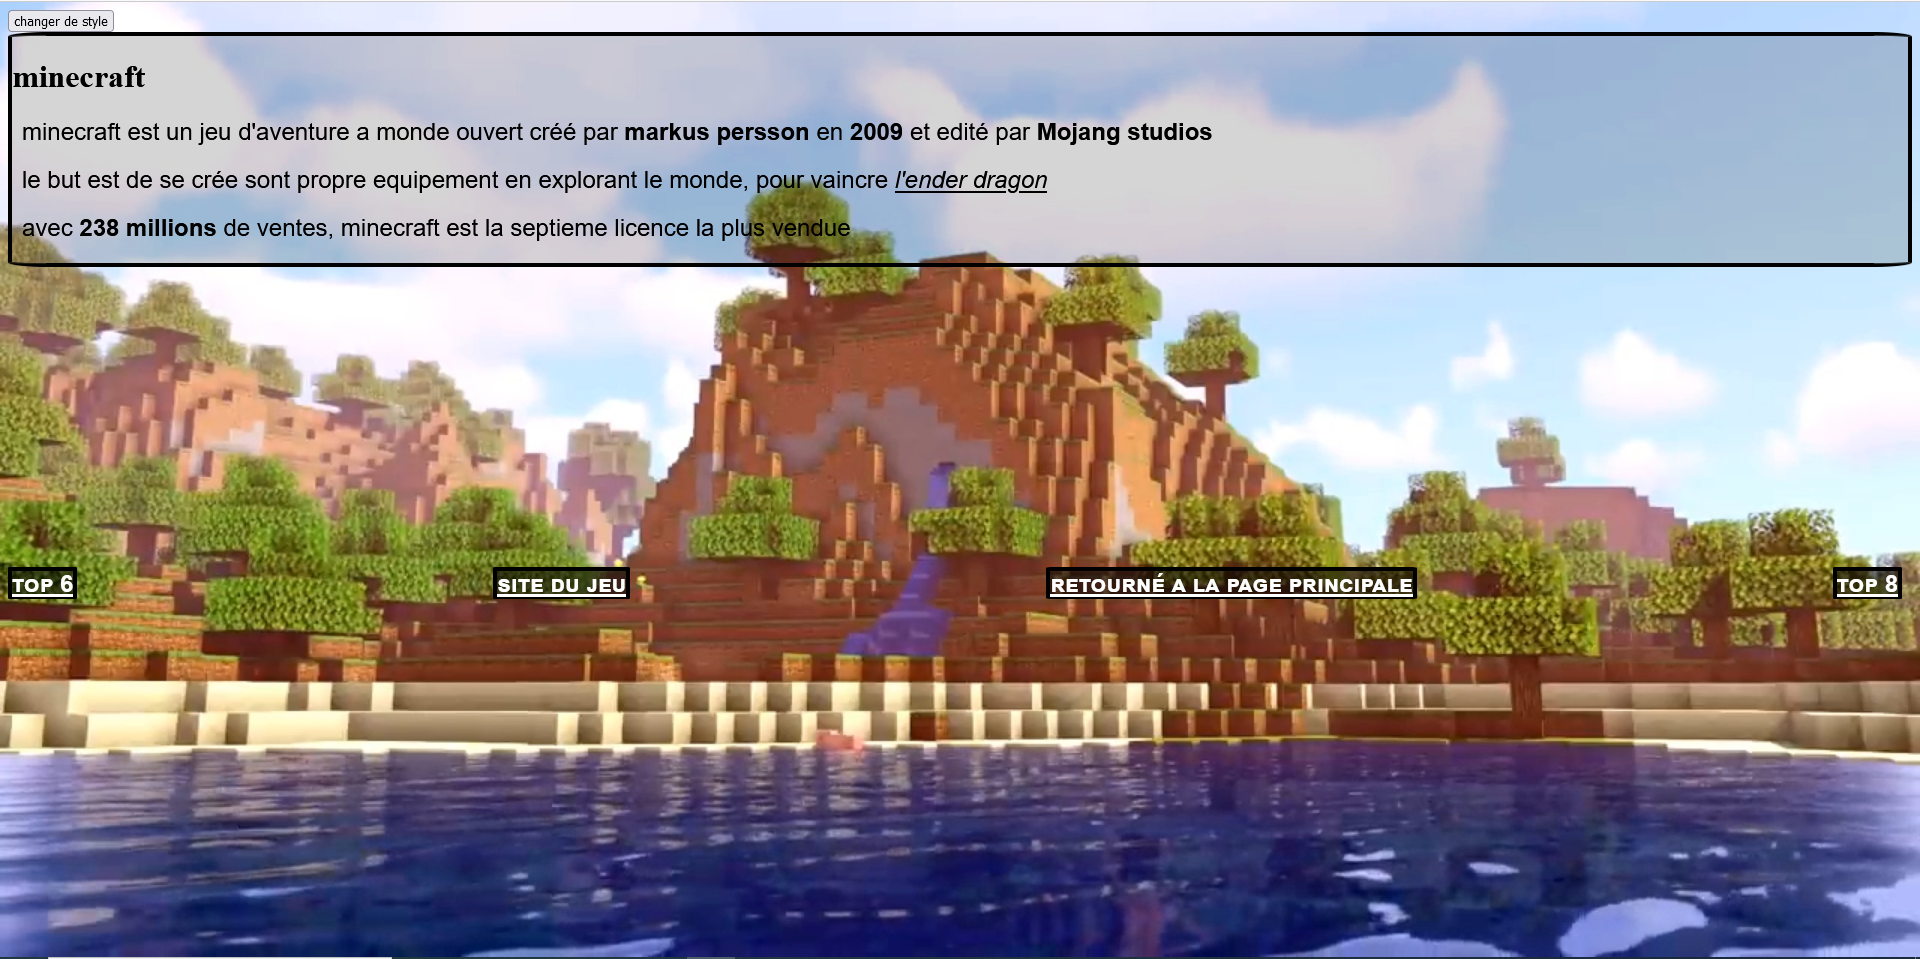 changer de style
minecraft
minecraft est un jeu d'aventure a monde ouvert créé par markus persson en 2009 et edité par Mojang studios
le but est de se crée sont propre equipement en explorant le monde, pour vaincre l'ender dragon
avec 238 millions de ventes, minecraft est la septieme licence la plus vendue
TOP 6 SITE DU JEU RETOURNÉ A LA PAGE PRINCIPALE TOP 8